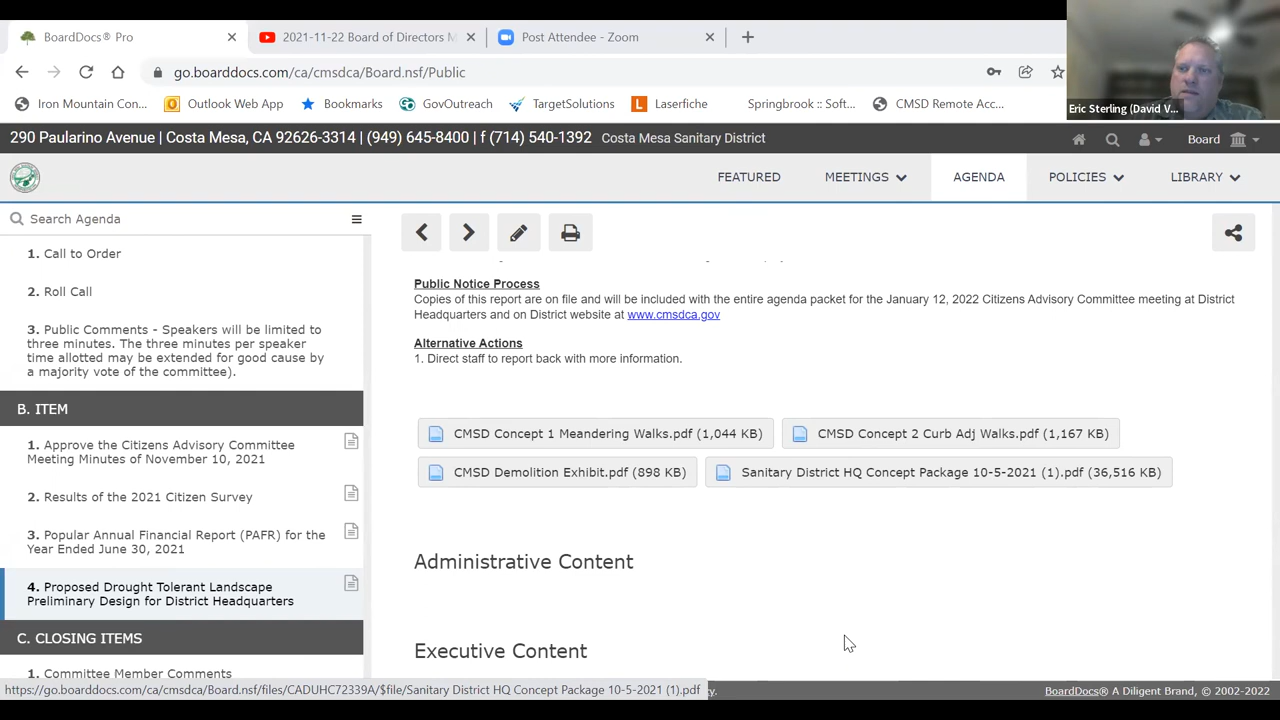 BoardDocs® Pro
2021-11-22 Board of Directors M
Post Attendee - Zoom
go.boarddocs.com/ca/cmsdca/Board.nsf/Public
Iron Mountain Con...
Outlook Web App
Bookmarks
GovOutreach
TargetSolutions
Laserfiche
Springbrook :: Soft...
CMSD Remote Acc...
Eric Sterling (David V...
290 Paularino Avenue | Costa Mesa, CA 92626-3314 | (949) 645-8400 | f (714) 540-1392 Costa Mesa Sanitary District
Board
FEATURED
MEETINGS
AGENDA
POLICIES
LIBRARY
Search Agenda
1. Call to Order
2. Roll Call
3. Public Comments - Speakers will be limited to
three minutes. The three minutes per speaker
time allotted may be extended for good cause by
a majority vote of the committee).
B. ITEM
1. Approve the Citizens Advisory Committee
Meeting Minutes of November 10, 2021
2. Results of the 2021 Citizen Survey
3. Popular Annual Financial Report (PAFR) for the
Year Ended June 30, 2021
4. Proposed Drought Tolerant Landscape
Preliminary Design for District Headquarters
C. CLOSING ITEMS
1. Committee Member Comments
Public Notice Process
Copies of this report are on file and will be included with the entire agenda packet for the January 12, 2022 Citizens Advisory Committee meeting at District
Headquarters and on District website at www.cmsdca.gov
Alternative Actions
1. Direct staff to report back with more information.
CMSD Concept 1 Meandering Walks.pdf (1,044 KB)
CMSD Concept 2 Curb Adj Walks.pdf (1,167 KB)
CMSD Demolition Exhibit.pdf (898 KB)
Sanitary District HQ Concept Package 10-5-2021 (1).pdf (36,516 KB)
Administrative Content
Executive Content
https://go.boarddocs.com/ca/cmsdca/Board.nsf/files/CADUHC72339A/$file/Sanitary District HQ Concept Package 10-5-2021 (1).pdf
BoardDocs® A Diligent Brand, © 2002-2022